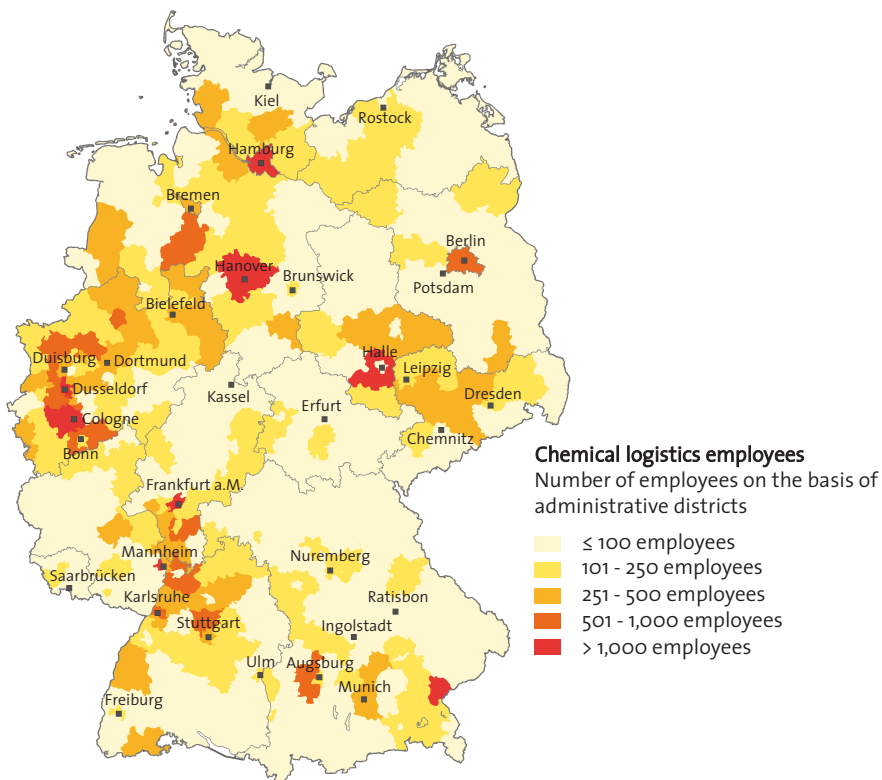 Kiel
Rostock
Hamburg
Bremen
Berlin
Hanover
Brunswick
Potsdam
Bielefeld
Halle
Duisburg
Dortmund
Leipzig
Dusseldorf
Kassel
Dresden
Erfurt
Cologne
Chemnitz
Bonn
Chemical logistics employees
Number of employees on the basis of
administrative districts
Frankfurt a.M.
≤ 100 employees
Mannheim
Nuremberg
101 - 250 employees
Saarbrücken
251 - 500 employees
Karlsruhe
Ratisbon
Stuttgart
Ingolstadt
501 - 1,000 employees
> 1,000 employees
Ulm
Augsburg
Munich
Freiburg